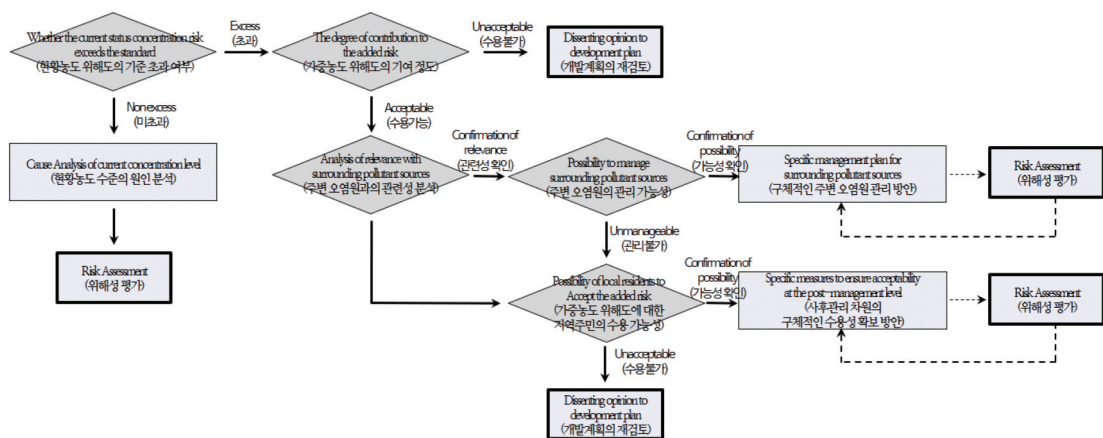 Whether the current status concentration risk
exceeds the standard
(현황농도 위해도의 기준 초과 여부)
Excess
(초과)
The degree of contribution to
the added risk
(가중농도 위해도의 기여 정도)
Unacceptable
(수용불가)
Dissenting opinion to
development plan
(개발계획의 재검토)
Non excess
(미초과)
Acceptable
(수용가능)
Cause Analysis of current concentration level
(현황농도 수준의 원인 분석)
Analysis of relevance with
surrounding pollutant sources
(주변 오염원과의 관련성 분석)
Confirmation of
relevance
(관련성 확인)
Possibility to manage
surrounding pollutant sources
(주변 오염원의 관리 가능성)
Confirmation of
possibility
(가능성 확인)
Specific management plan for
surrounding pollutant sources
(구체적인 주변 오염원 관리 방안)
Risk Assessment
(위해성 평가)
Unmanageable
(관리 불가)
Risk Assessment
(위해성 평가)
Possibility of local residents to
Accept the added risk
(가중농도 위해도에 대한
지역주민의 수용 가능성)
Confirmation of
possibility
(가능성 확인)
Specific measures to ensure acceptability
at the post-management level
(사후관리 차원의
구체적인 수용성 확보 방안)
Risk Assessment
(위해성 평가)
Unacceptable
(수용불가)
Dissenting opinion to
development plan
(개발계획의 재검토)